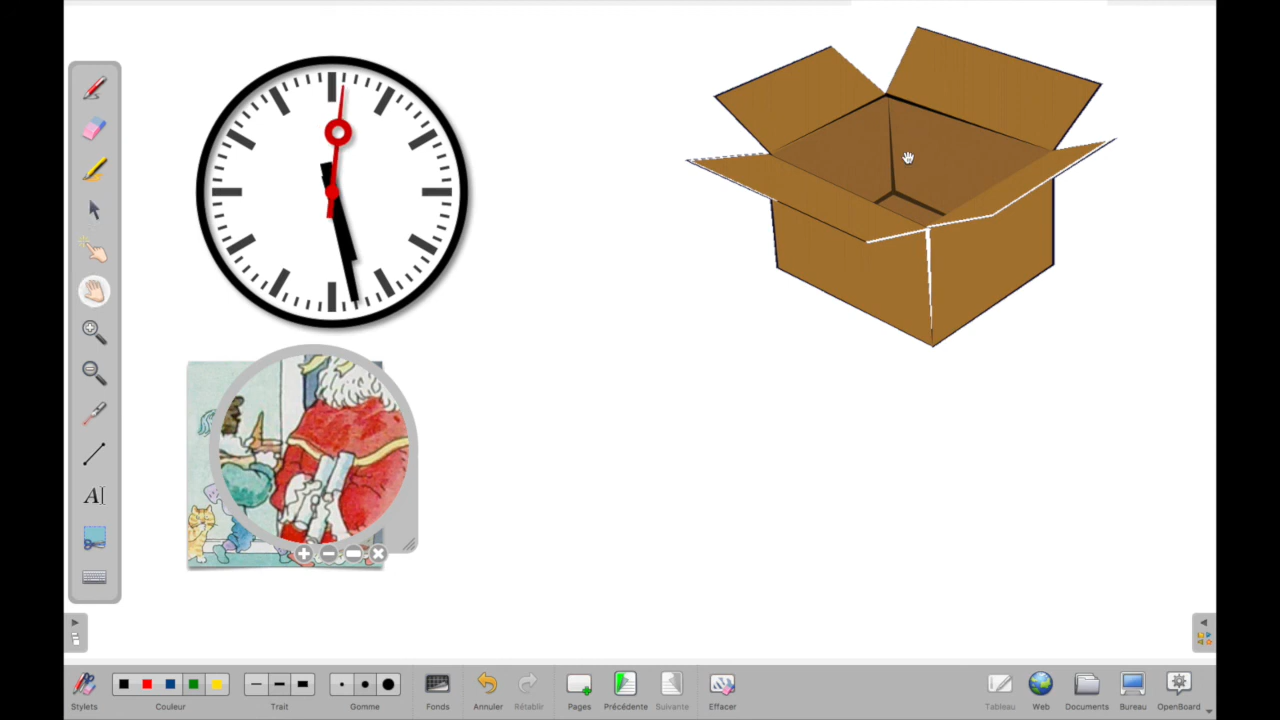 A
Stylets
Couleur
Trait
Gomme
Fonds
Annuler
Rétablir
Pages
Précédente
Suivante
Effacer
Tableau
Web
Documents
Bureau
OpenBoard